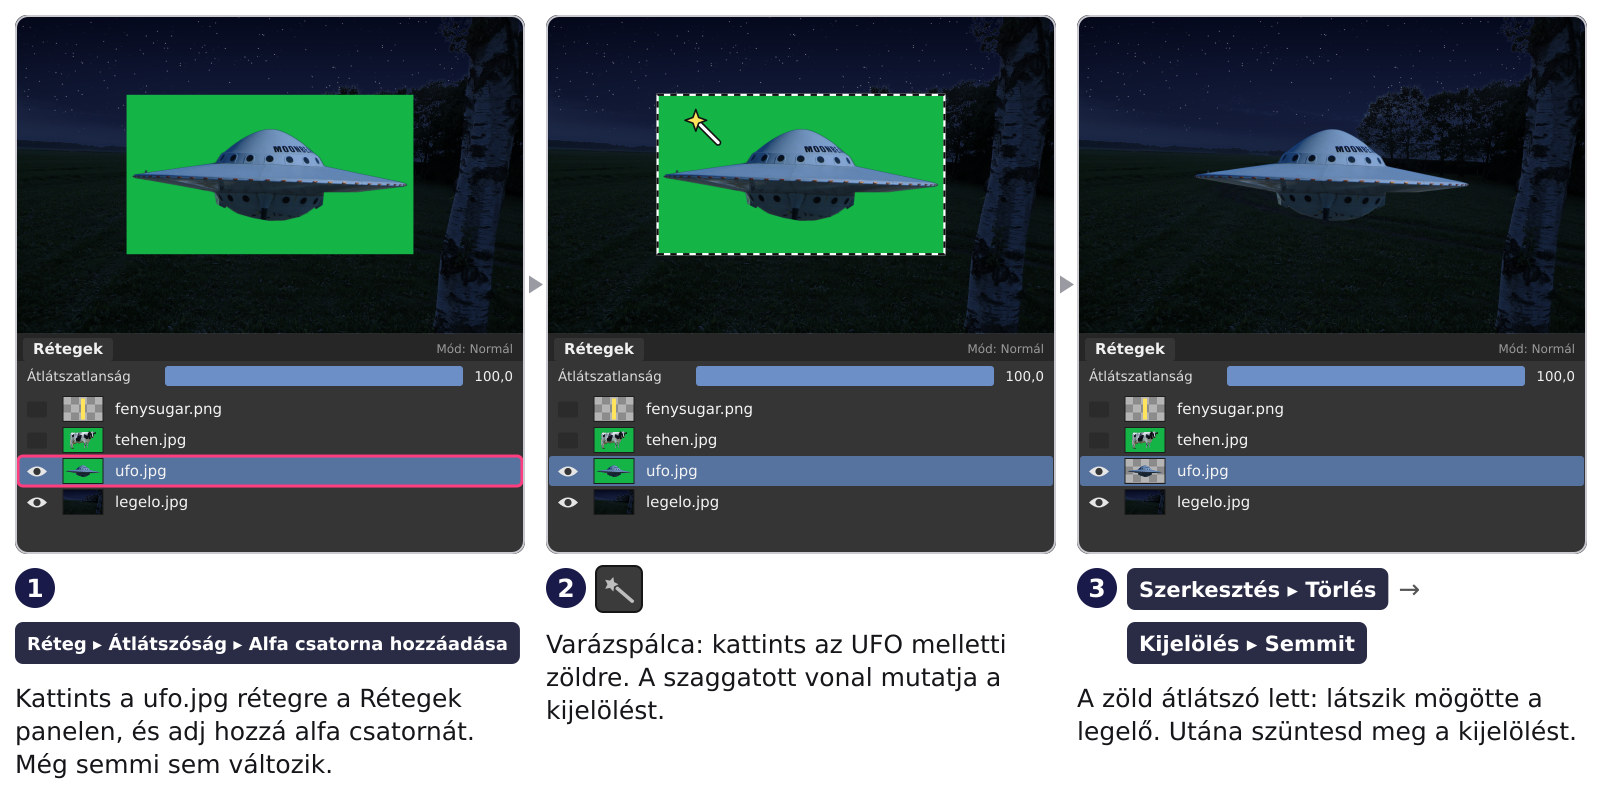 Rétegek
Mód: Normál
Átlátszatlanság
100,0
fenysugar.png
tehen.jpg
ufo.jpg
legelo.jpg
1
Réteg ▸ Átlátszóság ▸ Alfa csatorna hozzáadása
Kattints a ufo.jpg rétegre a Rétegek
panelen, és adj hozzá alfa csatornát.
Még semmi sem változik.
Rétegek
Mód: Normál
Átlátszatlanság
100,0
fenysugar.png
tehen.jpg
ufo.jpg
legelo.jpg
2
Varázspálca: kattints az UFO melletti
zöldre. A szaggatott vonal mutatja a
kijelölést.
Rétegek
Mód: Normál
Átlátszatlanság
100,0
fenysugar.png
tehen.jpg
ufo.jpg
legelo.jpg
3 Szerkesztés ▸ Törlés →
Kijelölés ▸ Semmit
A zöld átlátszó lett: látszik mögötte a
legelő. Utána szüntesd meg a kijelölést.